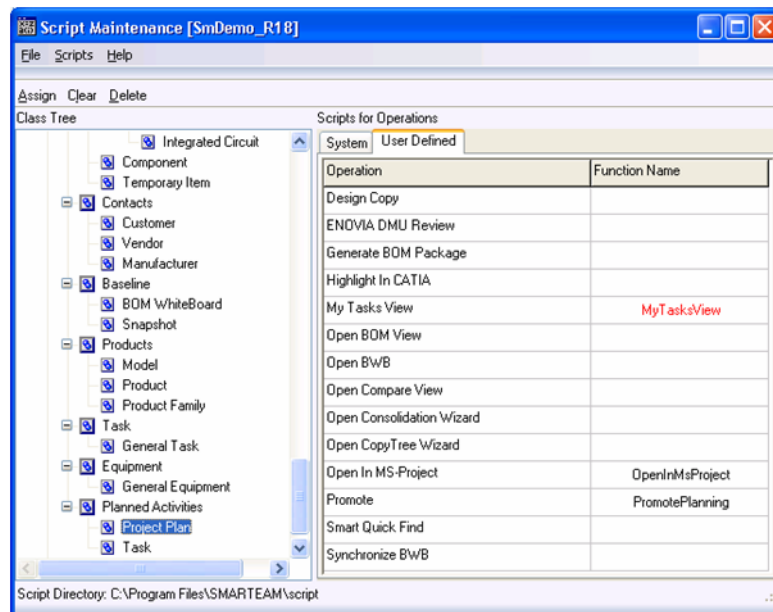 Script Maintenance [SmDemo_R18]
File Scripts Help
Assign Clear Delete
Class Tree
Integrated Circuit
Component
Temporary Item
Contacts
Customer
Vendor
Manufacturer
Baseline
BOM WhiteBoard
Snapshot
Products
Model
Product
Product Family
Task
General Task
Equipment
General Equipment
Planned Activities
Project Plan
Task
Scripts for Operations
System User Defined
Operation Function Name
Design Copy
ENOVIA DMU Review
Generate BOM Package
Highlight In CATIA
My Tasks View MyTasksView
Open BOM View
Open BWB
Open Compare View
Open Consolidation Wizard
Open CopyTree Wizard
Open In MS-Project OpenInMsProject
Promote PromotePlanning
Smart Quick Find
Synchronize BWB
Script Directory: C:\Program Files\SMARTEAM\script